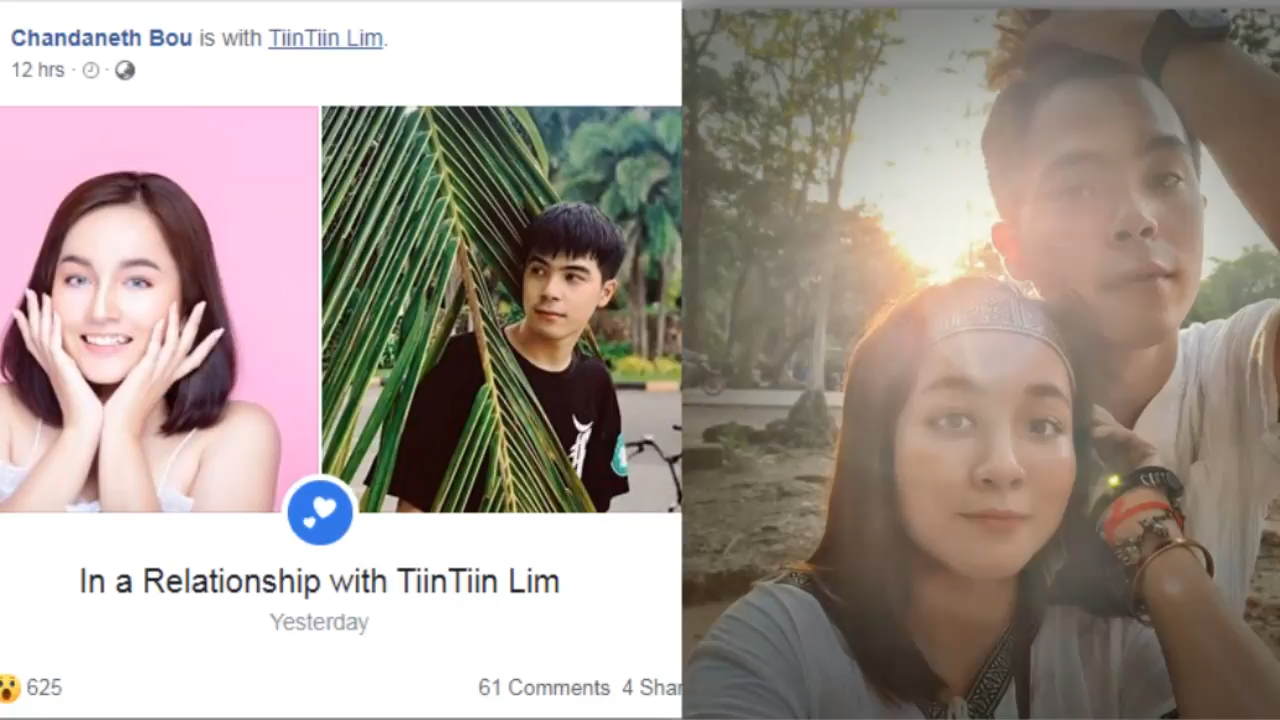 Chandaneth Bou is with TiinTiin Lim.
12 hrs
In a Relationship with TiinTiin Lim
Yesterday
625
61 Comments 4 Shar